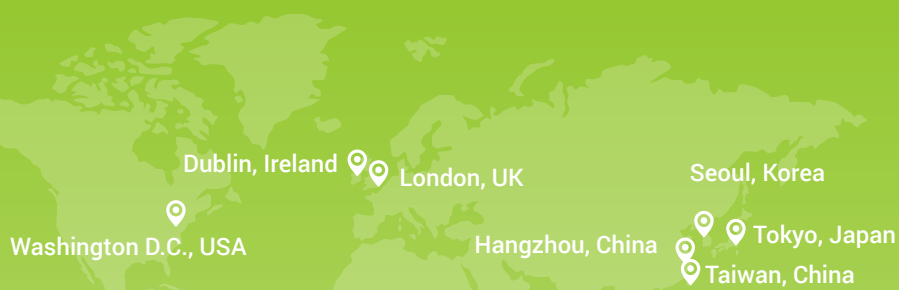 Dublin, Ireland
London, UK
Seoul, Korea
Washington D.C., USA
Hangzhou, China
Tokyo, Japan
Taiwan, China